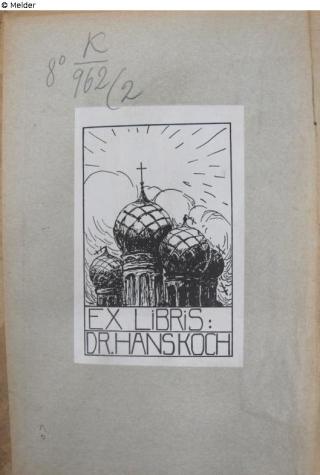 © Melder
8° K
962(2
EX LIBRIS:
DR. HANS KOCH